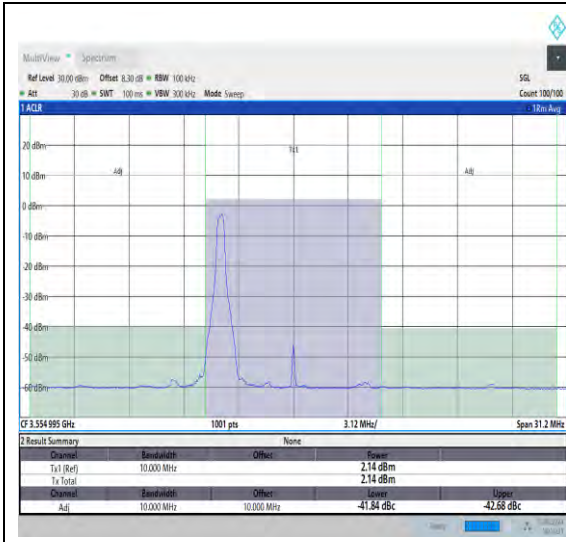 MultiView Spectrum
Ref Level 30.00 dBm Offset 8.30 dB RBW 100 kHz SGL
Att 30 dB SWT 100 ms VBW 300 kHz Mode Sweep Count 100/100
1 ACLR 1Rm Avg
20 dBm
Tx1
10 dBm Adj Adj
0 dBm
-10 dBm
-20 dBm
-30 dBm
-40 dBm
-50 dBm
-60 dBm
CF 3.554 995 GHz 1001 pts 3.12 MHz/ Span 31.2 MHz
2 Result Summary None
Channel Bandwidth Offset Power
Tx1 (Ref) 10.000 MHz 2.14 dBm
Tx Total 2.14 dBm
Channel Bandwidth Offset Lower Upper
Adj 10.000 MHz 10.000 MHz -41.84 dBc -42.68 dBc